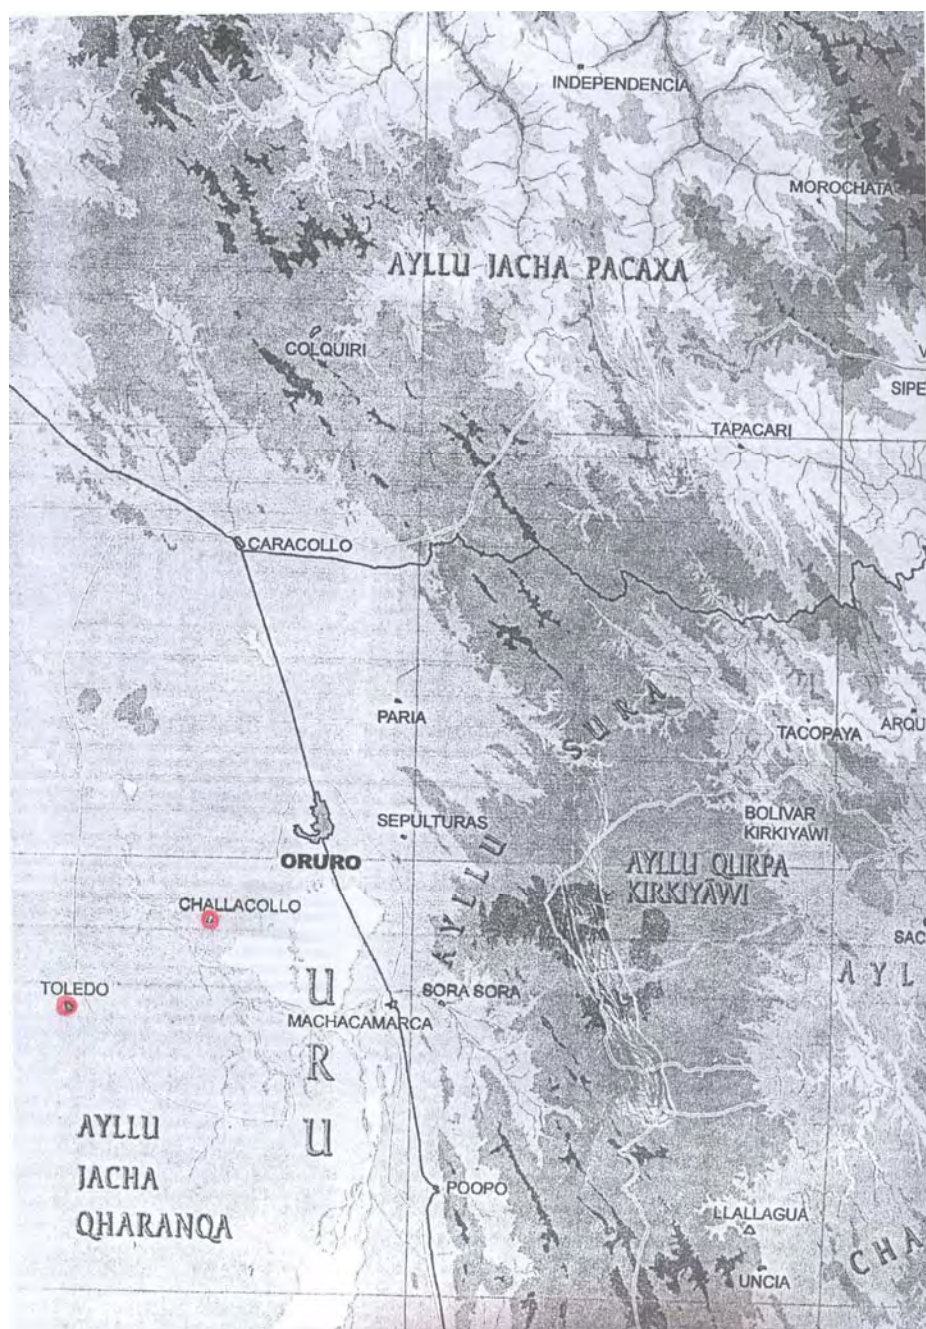 INDEPENDENCIA
MOROCHATA
AYLLU JACHA PACAXA
COLQUIRI
SIPE
TAPACARI
CARACOLLO
PARIA
AYLLU SURA
TACOPAYA
ARQU
SEPULTURAS
BOLIVAR
KIRKIYAWI
ORURO
AYLLU QURPA
KIRKIYĀWI
CHALLACOLLO
SAC
AYL
TOLEDO
SORA SORA
MACHACAMARCA
URU
AYLLU
JACHA
QHARANQA
POOPO
LLALLAGUA
CHA
UNCIA